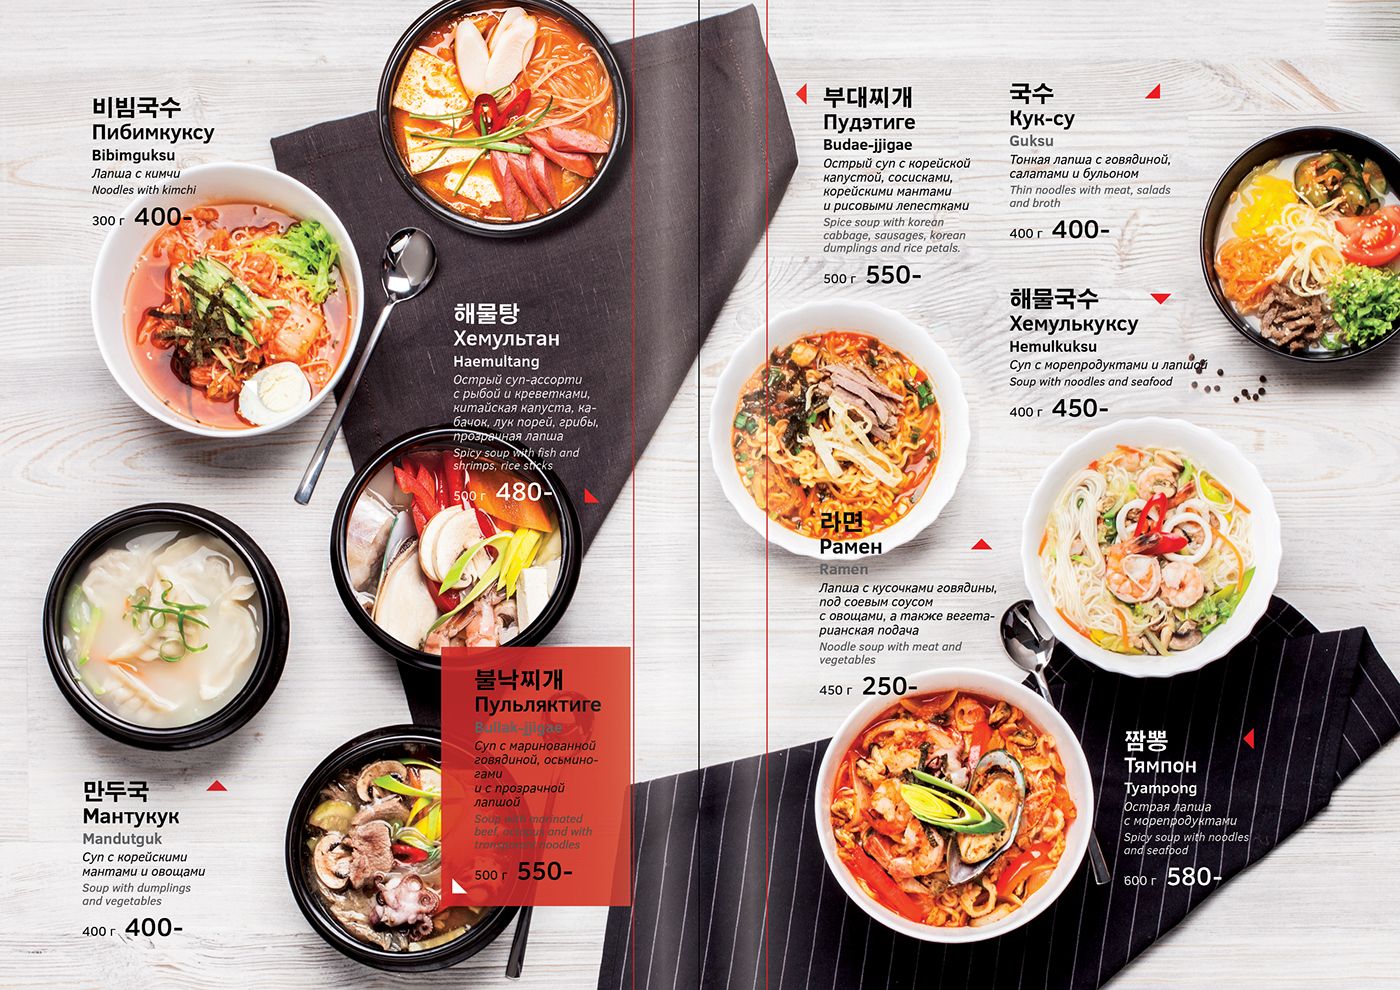 비빔국수
Пибимкуксу
Bibimguksu
Лапша с кимчи
Noodles with kimchi
300 г 400-
해물탕
Хемультан
Haemultang
Острый суп-ассорти
с рыбой и креветками,
китайская капуста, ка-
бачок, лук порей, грибы,
прозрачная лапша
Spicy soup with fish and
shrimps, rice sticks
500 г 480-
만두국
Мантукук
Mandutguk
Суп с корейскими
мантами и овощами
Soup with dumplings
and vegetables
400 г 400-
불낙찌개
Пульляктиге
Bullak-jjigae
Суп с маринованной
говядиной, осьмино-
гами
и с прозрачной
лапшой
Soup with marinated
beef, octopus and with
transparent noodles
500 г 550-
부대찌개
Пудэтиге
Budae-jjigae
Острый суп с корейской
капустой, сосисками,
корейскими мантами
и рисовыми лепестками
Spice soup with korean
cabbage, sausages, korean
dumplings and rice petals.
500 г 550-
국수
Кук-су
Guksu
Тонкая лапша с говядиной,
салатами и бульоном
Thin noodles with meat, salads
and broth
400 г 400-
해물국수
Хемулькуксу
Hemulkuksu
Суп с морепродуктами и лапшой
Soup with noodles and seafood
400 г 450-
라면
Рамен
Ramen
Лапша с кусочками говядины,
под соевым соусом
с овощами, а также вегета-
рианская подача
Noodle soup with meat and
vegetables
450 г 250-
짬뽕
Тямпон
Tyampong
Острая лапша
с морепродуктами
Spicy soup with noodles
and seafood
600 г 580-